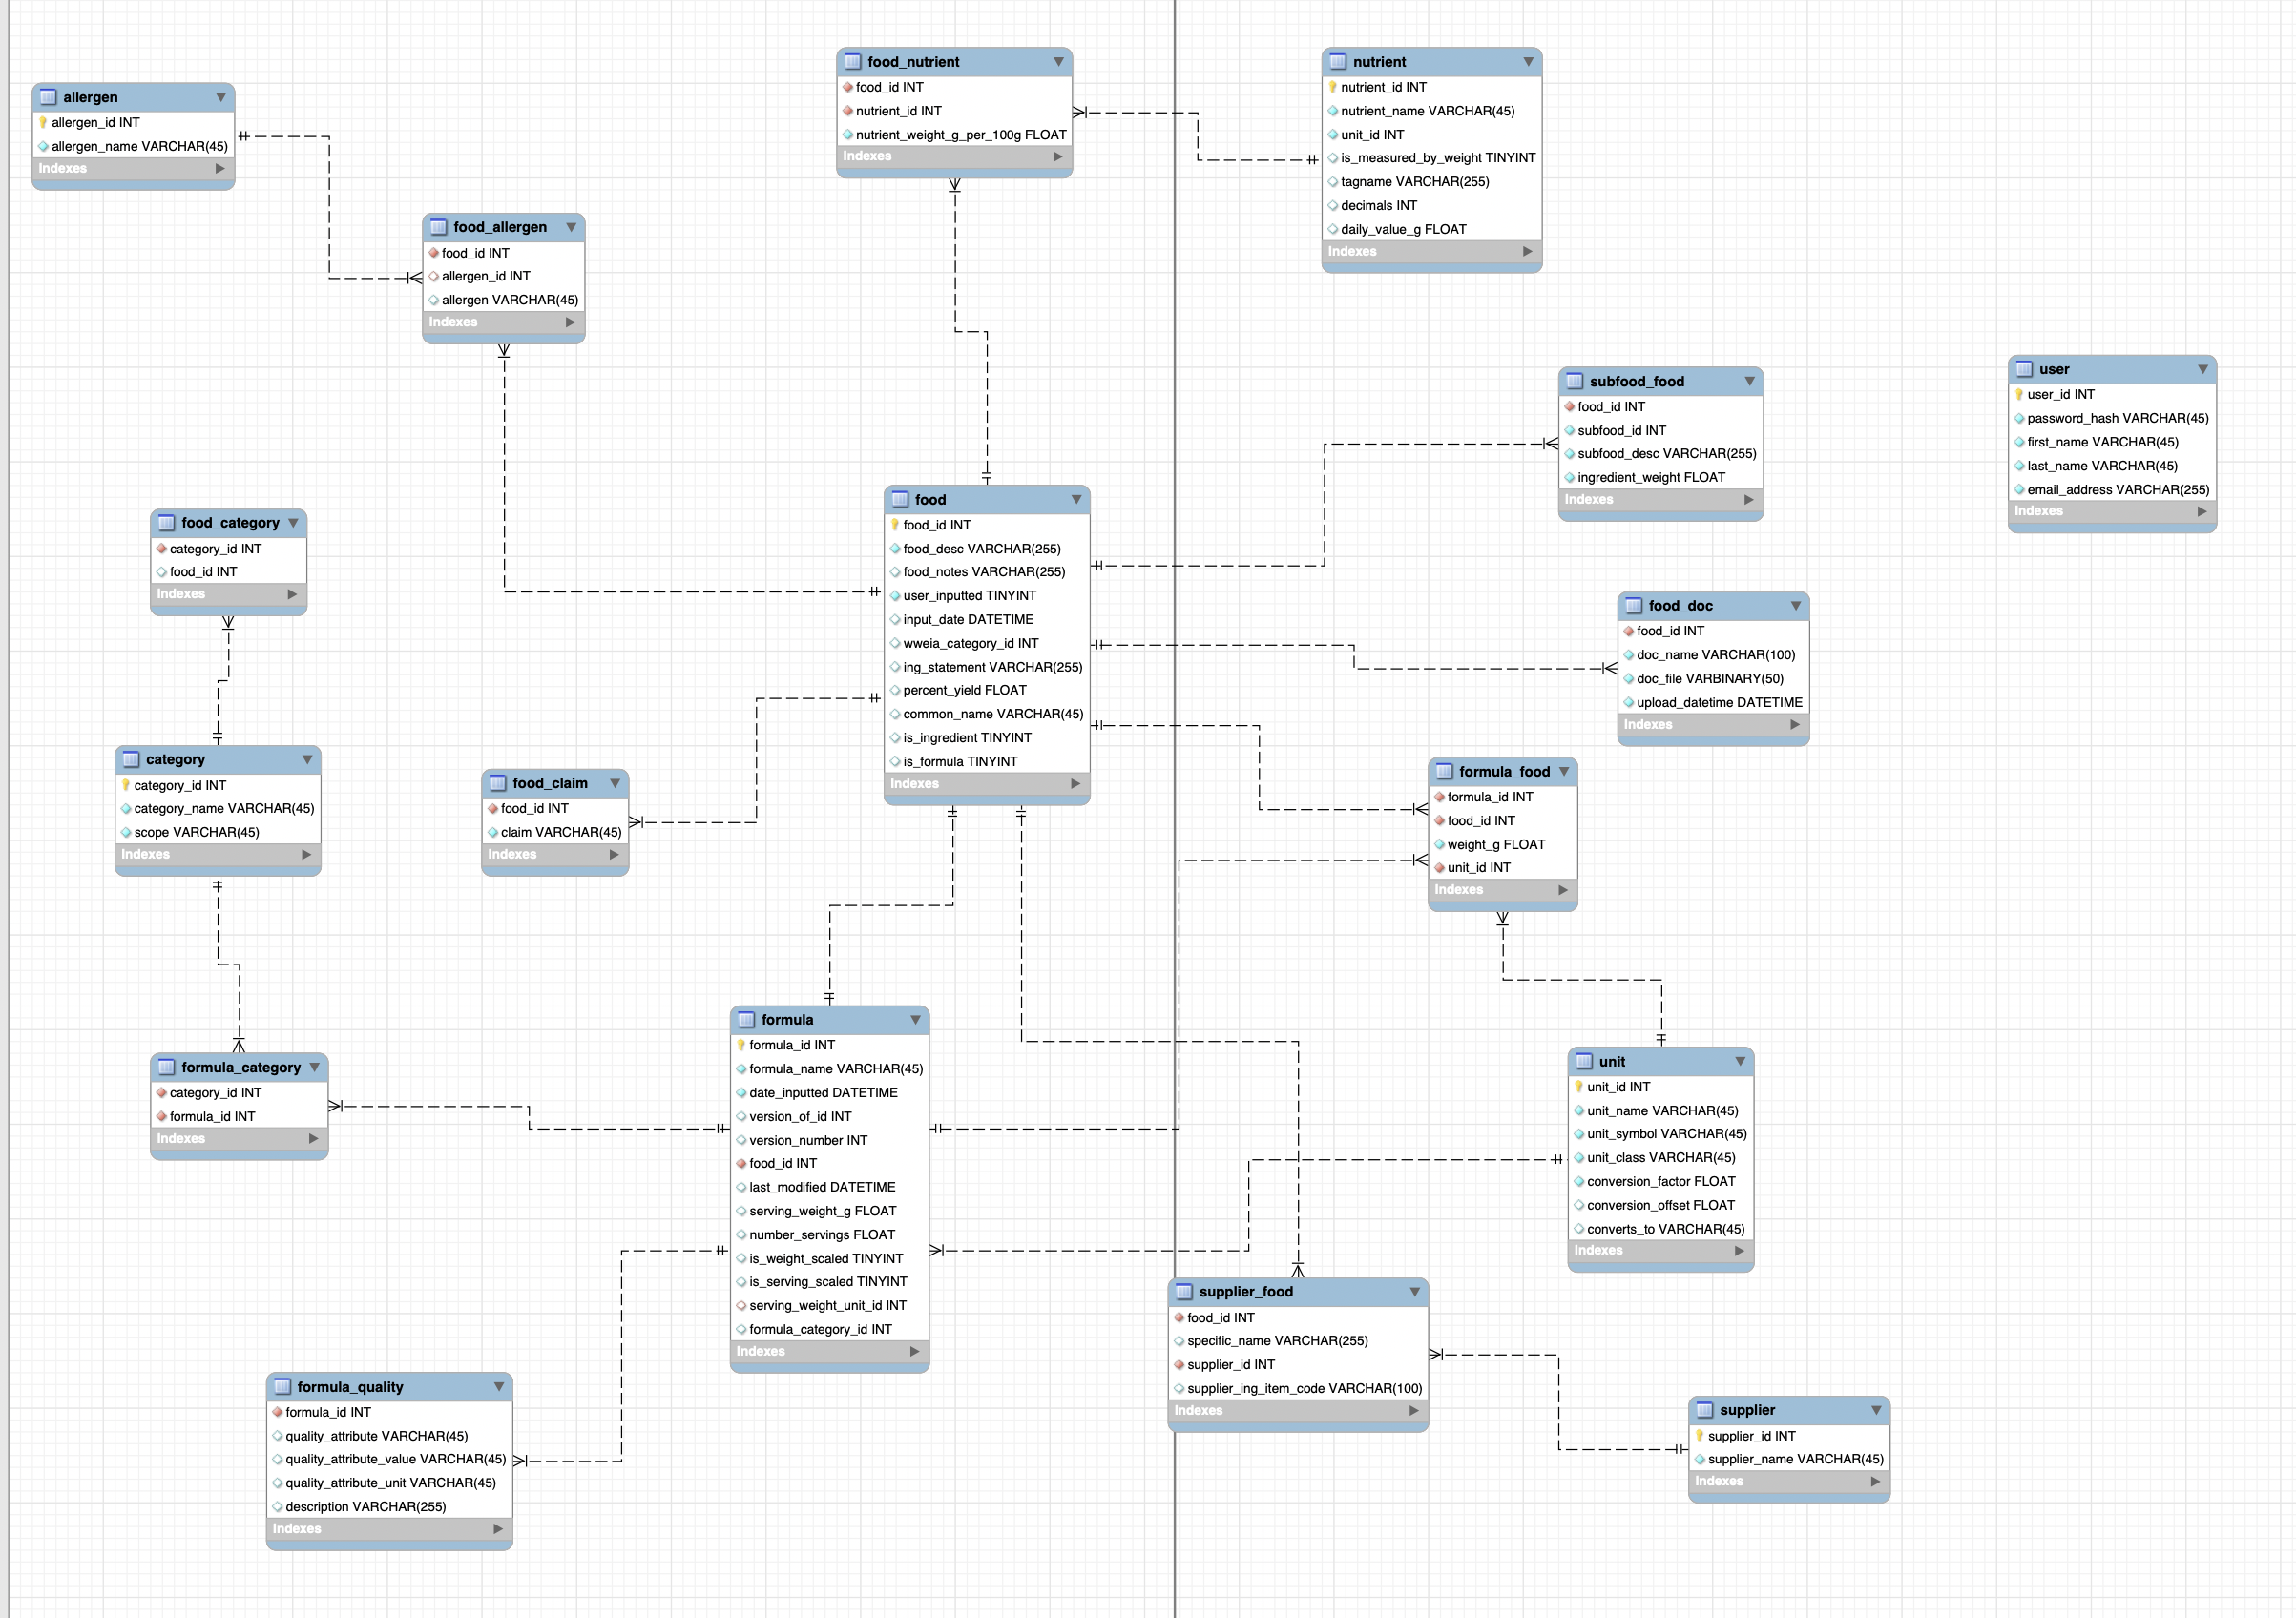 food_nutrient
food_id INT
nutrient_id INT
nutrient_weight_g_per_100g FLOAT
Indexes
nutrient
nutrient_id INT
nutrient_name VARCHAR(45)
unit_id INT
is_measured_by_weight TINYINT
tagname VARCHAR(255)
decimals INT
daily_value_g FLOAT
Indexes
allergen
allergen_id INT
allergen_name VARCHAR(45)
Indexes
food_allergen
food_id INT
allergen_id INT
allergen VARCHAR(45)
Indexes
subfood_food
food_id INT
subfood_id INT
subfood_desc VARCHAR(255)
ingredient_weight FLOAT
Indexes
user
user_id INT
password_hash VARCHAR(45)
first_name VARCHAR(45)
last_name VARCHAR(45)
email_address VARCHAR(255)
Indexes
food
food_id INT
food_desc VARCHAR(255)
food_notes VARCHAR(255)
user_inputted TINYINT
input_date DATETIME
wweia_category_id INT
ing_statement VARCHAR(255)
percent_yield FLOAT
common_name VARCHAR(45)
is_ingredient TINYINT
is_formula TINYINT
Indexes
food_category
category_id INT
food_id INT
Indexes
food_doc
food_id INT
doc_name VARCHAR(100)
doc_file VARBINARY(50)
upload_datetime DATETIME
Indexes
category
category_id INT
category_name VARCHAR(45)
scope VARCHAR(45)
Indexes
food_claim
food_id INT
claim VARCHAR(45)
Indexes
formula_food
formula_id INT
food_id INT
weight_g FLOAT
unit_id INT
Indexes
formula
formula_id INT
formula_name VARCHAR(45)
date_inputted DATETIME
version_of_id INT
version_number INT
food_id INT
last_modified DATETIME
serving_weight_g FLOAT
number_servings FLOAT
is_weight_scaled TINYINT
is_serving_scaled TINYINT
serving_weight_unit_id INT
formula_category_id INT
Indexes
formula_category
category_id INT
formula_id INT
Indexes
unit
unit_id INT
unit_name VARCHAR(45)
unit_symbol VARCHAR(45)
unit_class VARCHAR(45)
conversion_factor FLOAT
conversion_offset FLOAT
converts_to VARCHAR(45)
Indexes
supplier_food
food_id INT
specific_name VARCHAR(255)
supplier_id INT
supplier_ing_item_code VARCHAR(100)
Indexes
formula_quality
formula_id INT
quality_attribute VARCHAR(45)
quality_attribute_value VARCHAR(45)
quality_attribute_unit VARCHAR(45)
description VARCHAR(255)
Indexes
supplier
supplier_id INT
supplier_name VARCHAR(45)
Indexes